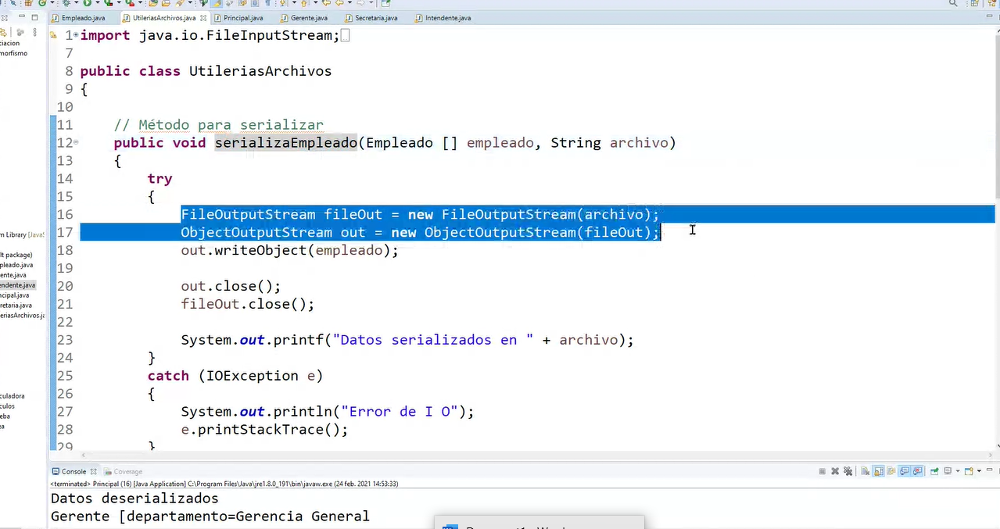 Empleado.java UtileriasArchivos.java Principal.java Gerente.java Secretaria.java Intendente.java
1 import java.io.FileInputStream;
7
8 public class UtileriasArchivos
9 {
10
11 // Método para serializar
12 public void serializaEmpleado(Empleado [] empleado, String archivo)
13 {
14 try
15 {
16 FileOutputStream fileOut = new FileOutputStream(archivo);
17 ObjectOutputStream out = new ObjectOutputStream(fileOut);
18 out.writeObject(empleado);
19
20 out.close();
21 fileOut.close();
22
23 System.out.printf("Datos serializados en " + archivo);
24 }
25 catch (IOException e)
26 {
27 System.out.println("Error de I O");
28 e.printStackTrace();
29 }
ciacion
morfismo
m Library [Java
lt package)
pleado.java
ente.java
endente.java
ncipal.java
retaria.java
eriasArchivos.ja
culadora
culos
eba
ea
Console Coverage
<terminated> Principal (16) [Java Application] C:\Program Files\Java\jre1.8.0_191\bin\javaw.exe (24 feb. 2021 14:53:33)
Datos deserializados
Gerente [departamento=Gerencia General